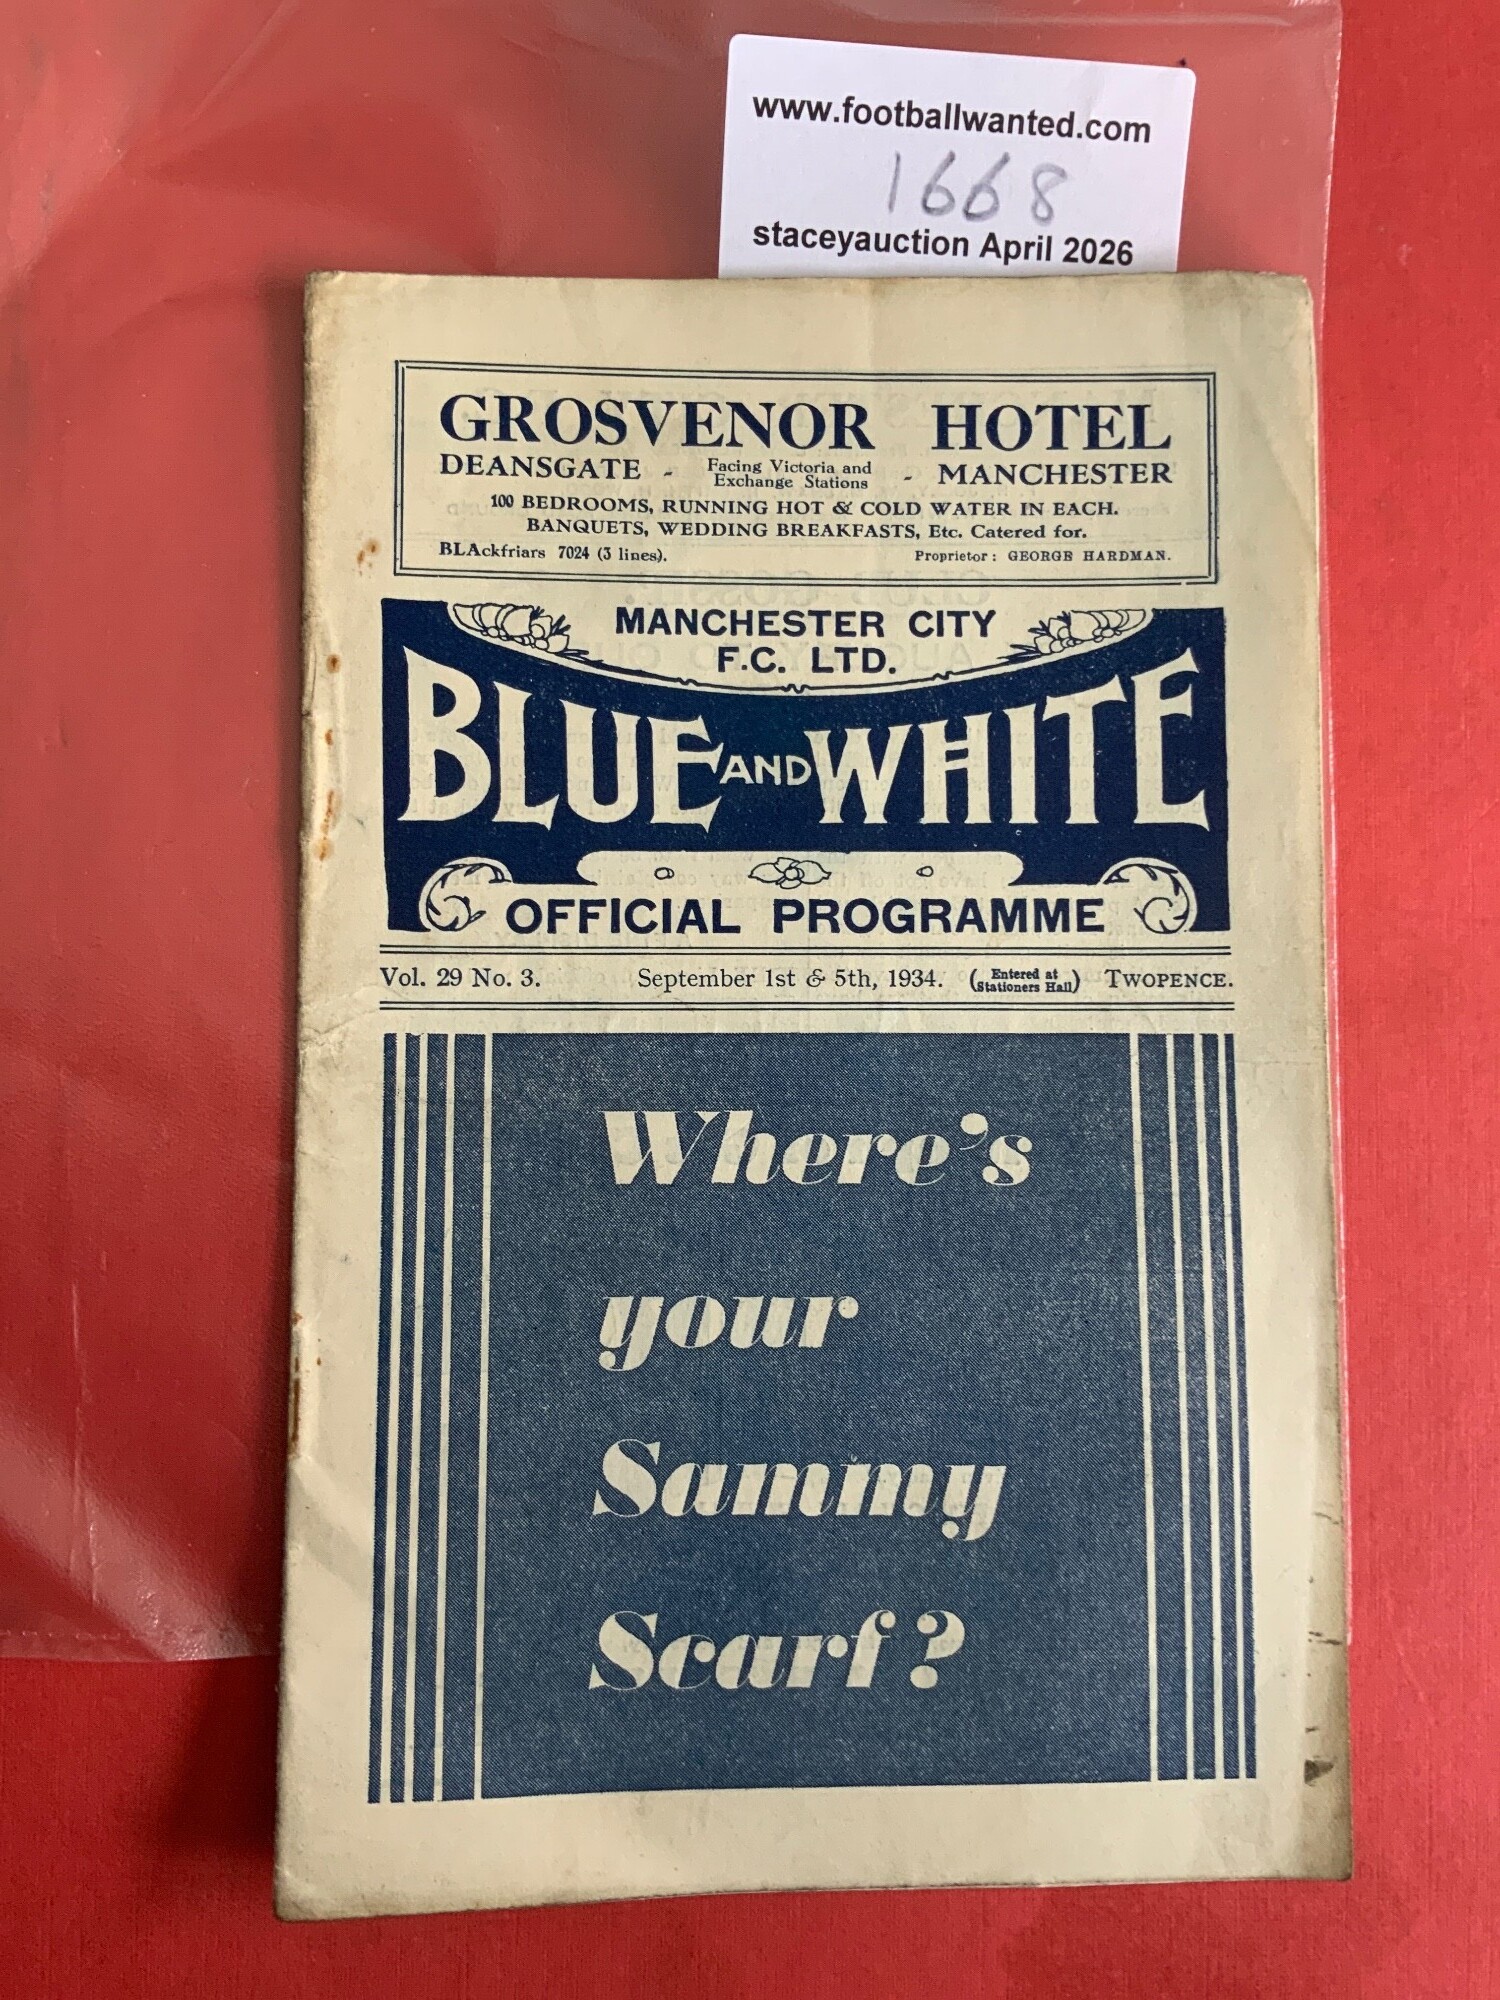 www.footballwanted.com
1668
staceyauction April 2026
GROSVENOR HOTEL
DEANSGATE - Facing Victoria and Exchange Stations - MANCHESTER
100 BEDROOMS, RUNNING HOT & COLD WATER IN EACH.
BANQUETS, WEDDING BREAKFASTS, Etc. Catered for.
BLAckfriars 7024 (3 lines). Proprietor: GEORGE HARDMAN.
MANCHESTER CITY
F.C. LTD.
BLUE AND WHITE
OFFICIAL PROGRAMME
Vol. 29 No. 3. September 1st & 5th, 1934. (Entered at Stationers Hall) TWOPENCE.
Where's
your
Sammy
Scarf?